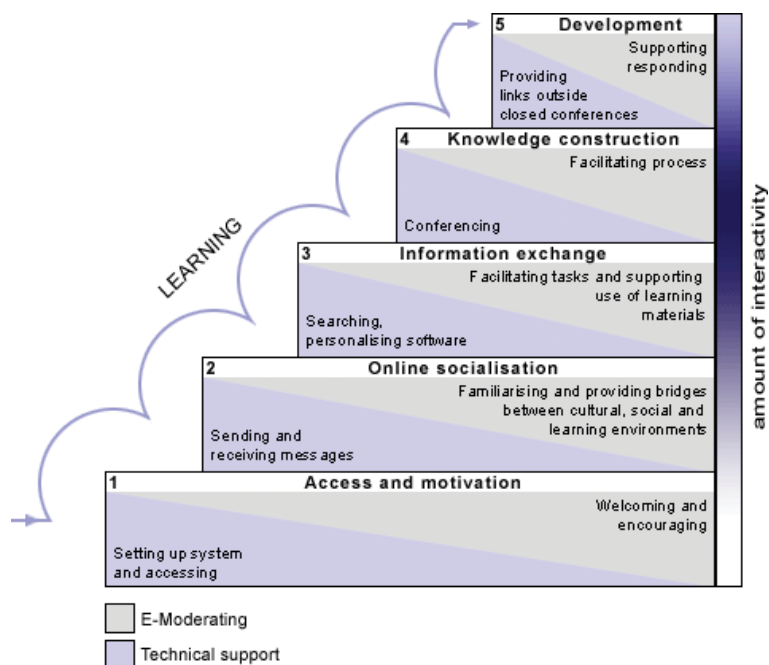 5 Development
Supporting
responding
Providing
links outside
closed conferences
4 Knowledge construction
Facilitating process
Conferencing
3 Information exchange
Facilitating tasks and supporting
use of learning
materials
Searching,
personalising software
2 Online socialisation
Familiarising and providing bridges
between cultural, social and
learning environments
Sending and
receiving messages
1 Access and motivation
Welcoming and
encouraging
Setting up system
and accessing
LEARNING
amount of interactivity
E-Moderating
Technical support